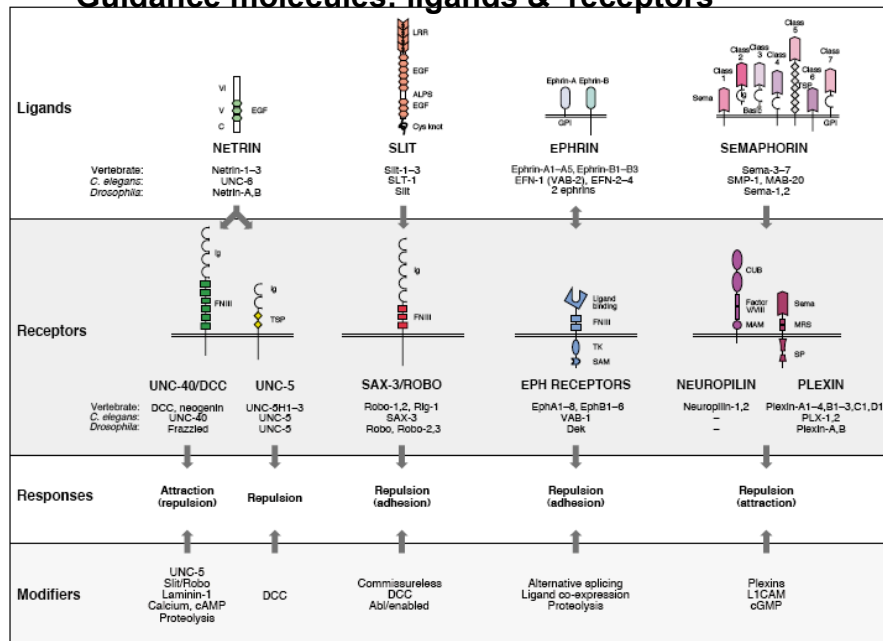 Guidance molecules: ligands & receptors
Ligands
VI
V
C
EGF
NETRIN
LRR
EGF
ALPS
EGF
Cys knot
SLIT
Ephrin-A Ephrin-B
GPI
EPHRIN
Class 1
Class 2
Class 3
Class 4
Class 5
Class 6
Class 7
Sema
Ig
Basic
TSP
GPI
SEMAPHORIN
Vertebrate: Netrin-1–3 Slit-1–3 Ephrin-A1–A5, Ephrin-B1–B3 Sema-3–7
C. elegans: UNC-6 SLT-1 EFN-1 (VAB-2), EFN-2–4 SMP-1, MAB-20
Drosophila: Netrin-A,B Slit 2 ephrins Sema-1,2
Receptors
Ig
FNIII
Ig
TSP
Ig
FNIII
Ligand
binding
FNIII
TK
SAM
CUB
Factor
V/VIII
MAM
Sema
MRS
SP
UNC-40/DCC UNC-5 SAX-3/ROBO EPH RECEPTORS NEUROPILIN PLEXIN
Vertebrate: DCC, neogenin UNC-5H1–3 Robo-1,2, Rig-1 EphA1–8, EphB1–6 Neuropilin-1,2 Plexin-A1–4,B1–3,C1,D1
C. elegans: UNC-40 UNC-5 SAX-3 VAB-1 – PLX-1,2
Drosophila: Frazzled UNC-5 Robo, Robo-2,3 Dek – Plexin-A,B
Responses
Attraction
(repulsion)
Repulsion
Repulsion
(adhesion)
Repulsion
(adhesion)
Repulsion
(attraction)
Modifiers
UNC-5
Slit/Robo
Laminin-1
Calcium, cAMP
Proteolysis
DCC
Commissureless
DCC
Abl/enabled
Alternative splicing
Ligand co-expression
Proteolysis
Plexins
L1CAM
cGMP